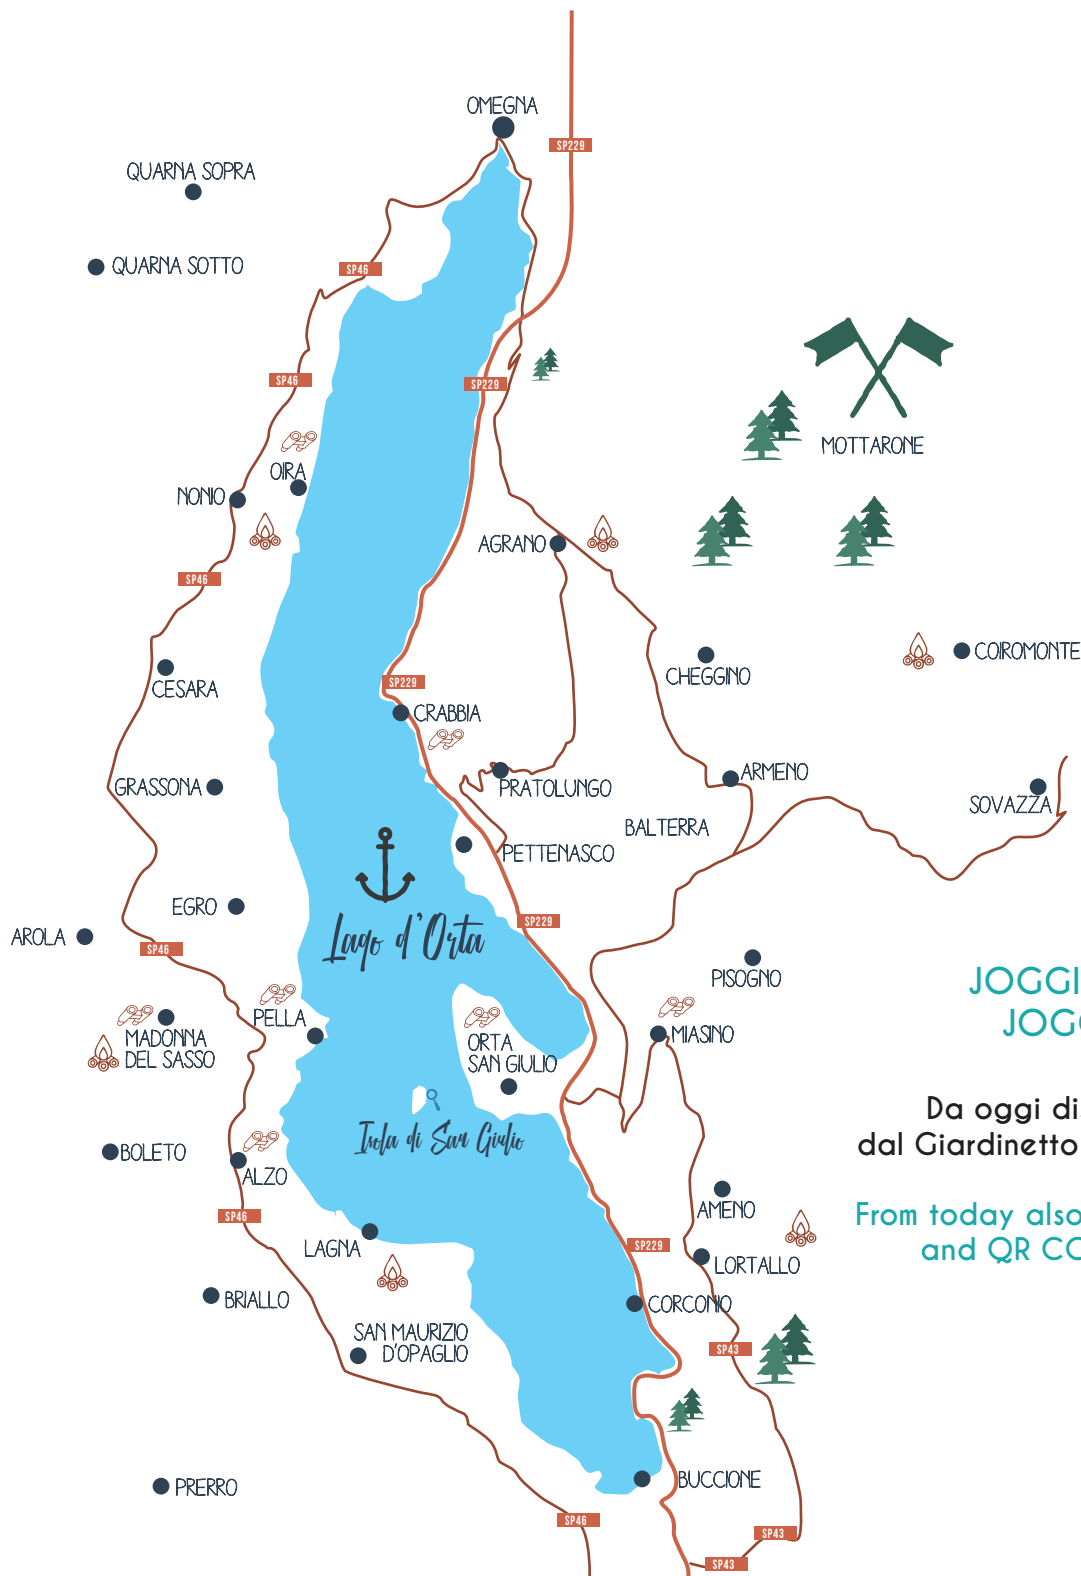 OMEGNA
SP229
QUARNA SOPRA
QUARNA SOTTO
SP46
SP46
SP229
MOTTARONE
OIRA
NONIO
AGRANO
SP46
COIROMONTE
CHEGGINO
CESARA
SP229
CRABBIA
ARMENO
GRASSONA
PRATOLUNGO
SOVAZZA
BALTERRA
PETTENASCO
EGRO
SP229
AROLA
Lago d'Orta
SP46
PISOGNO
JOGGI
JOGG
PELLA
MIASINO
MADONNA
DEL SASSO
ORTA
SAN GIULIO
Da oggi dis
dal Giardinetto
Isola di San Giulio
BOLETO
ALZO
AMENO
SP46
From today also
and QR CO
SP229
LAGNA
LORTALLO
BRIALLO
CORCONIO
SAN MAURIZIO
D'OPAGLIO
SP43
BUCCIONE
PRERRO
SP46
SP43
SP43